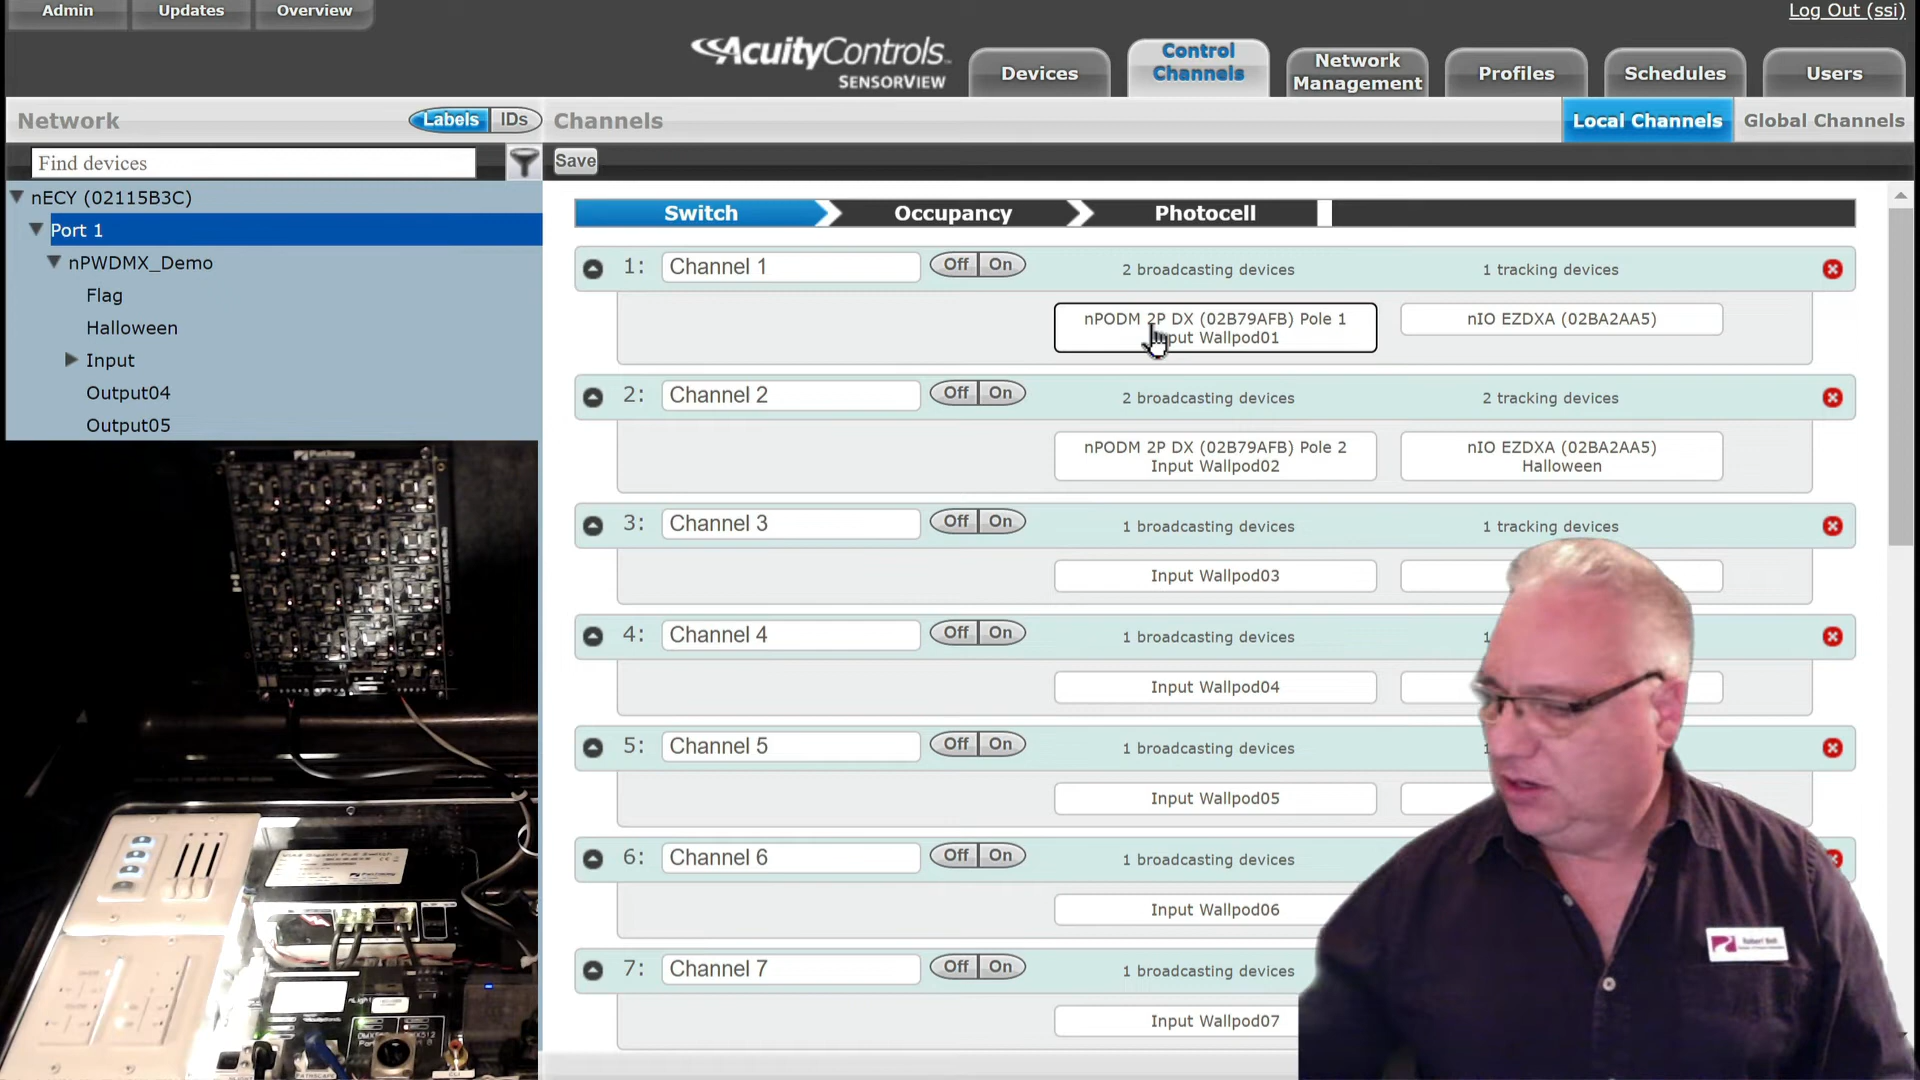 Admin
Updates
Overview
Log Out (ssi)
AcuityControls
SENSORVIEW
Devices
Control
Channels
Network
Management
Profiles
Schedules
Users
Network
Labels
IDs
Channels
Local Channels
Global Channels
Find devices
Save
nECY (02115B3C)
Port 1
nPWDMX_Demo
Flag
Halloween
Input
Output04
Output05
Switch
Occupancy
Photocell
1:
Channel 1
Off
On
2 broadcasting devices
1 tracking devices
nPODM 2P DX (02B79AFB) Pole 1
Wallpod01
nIO EZDXA (02BA2AA5)
2:
Channel 2
Off
On
2 broadcasting devices
2 tracking devices
nPODM 2P DX (02B79AFB) Pole 2
Input Wallpod02
nIO EZDXA (02BA2AA5)
Halloween
3:
Channel 3
Off
On
1 broadcasting devices
1 tracking devices
Input Wallpod03
4:
Channel 4
Off
On
1 broadcasting devices
1
Input Wallpod04
5:
Channel 5
Off
On
1 broadcasting devices
1
Input Wallpod05
6:
Channel 6
Off
On
1 broadcasting devices
Input Wallpod06
7:
Channel 7
Off
On
1 broadcasting devices
Input Wallpod07